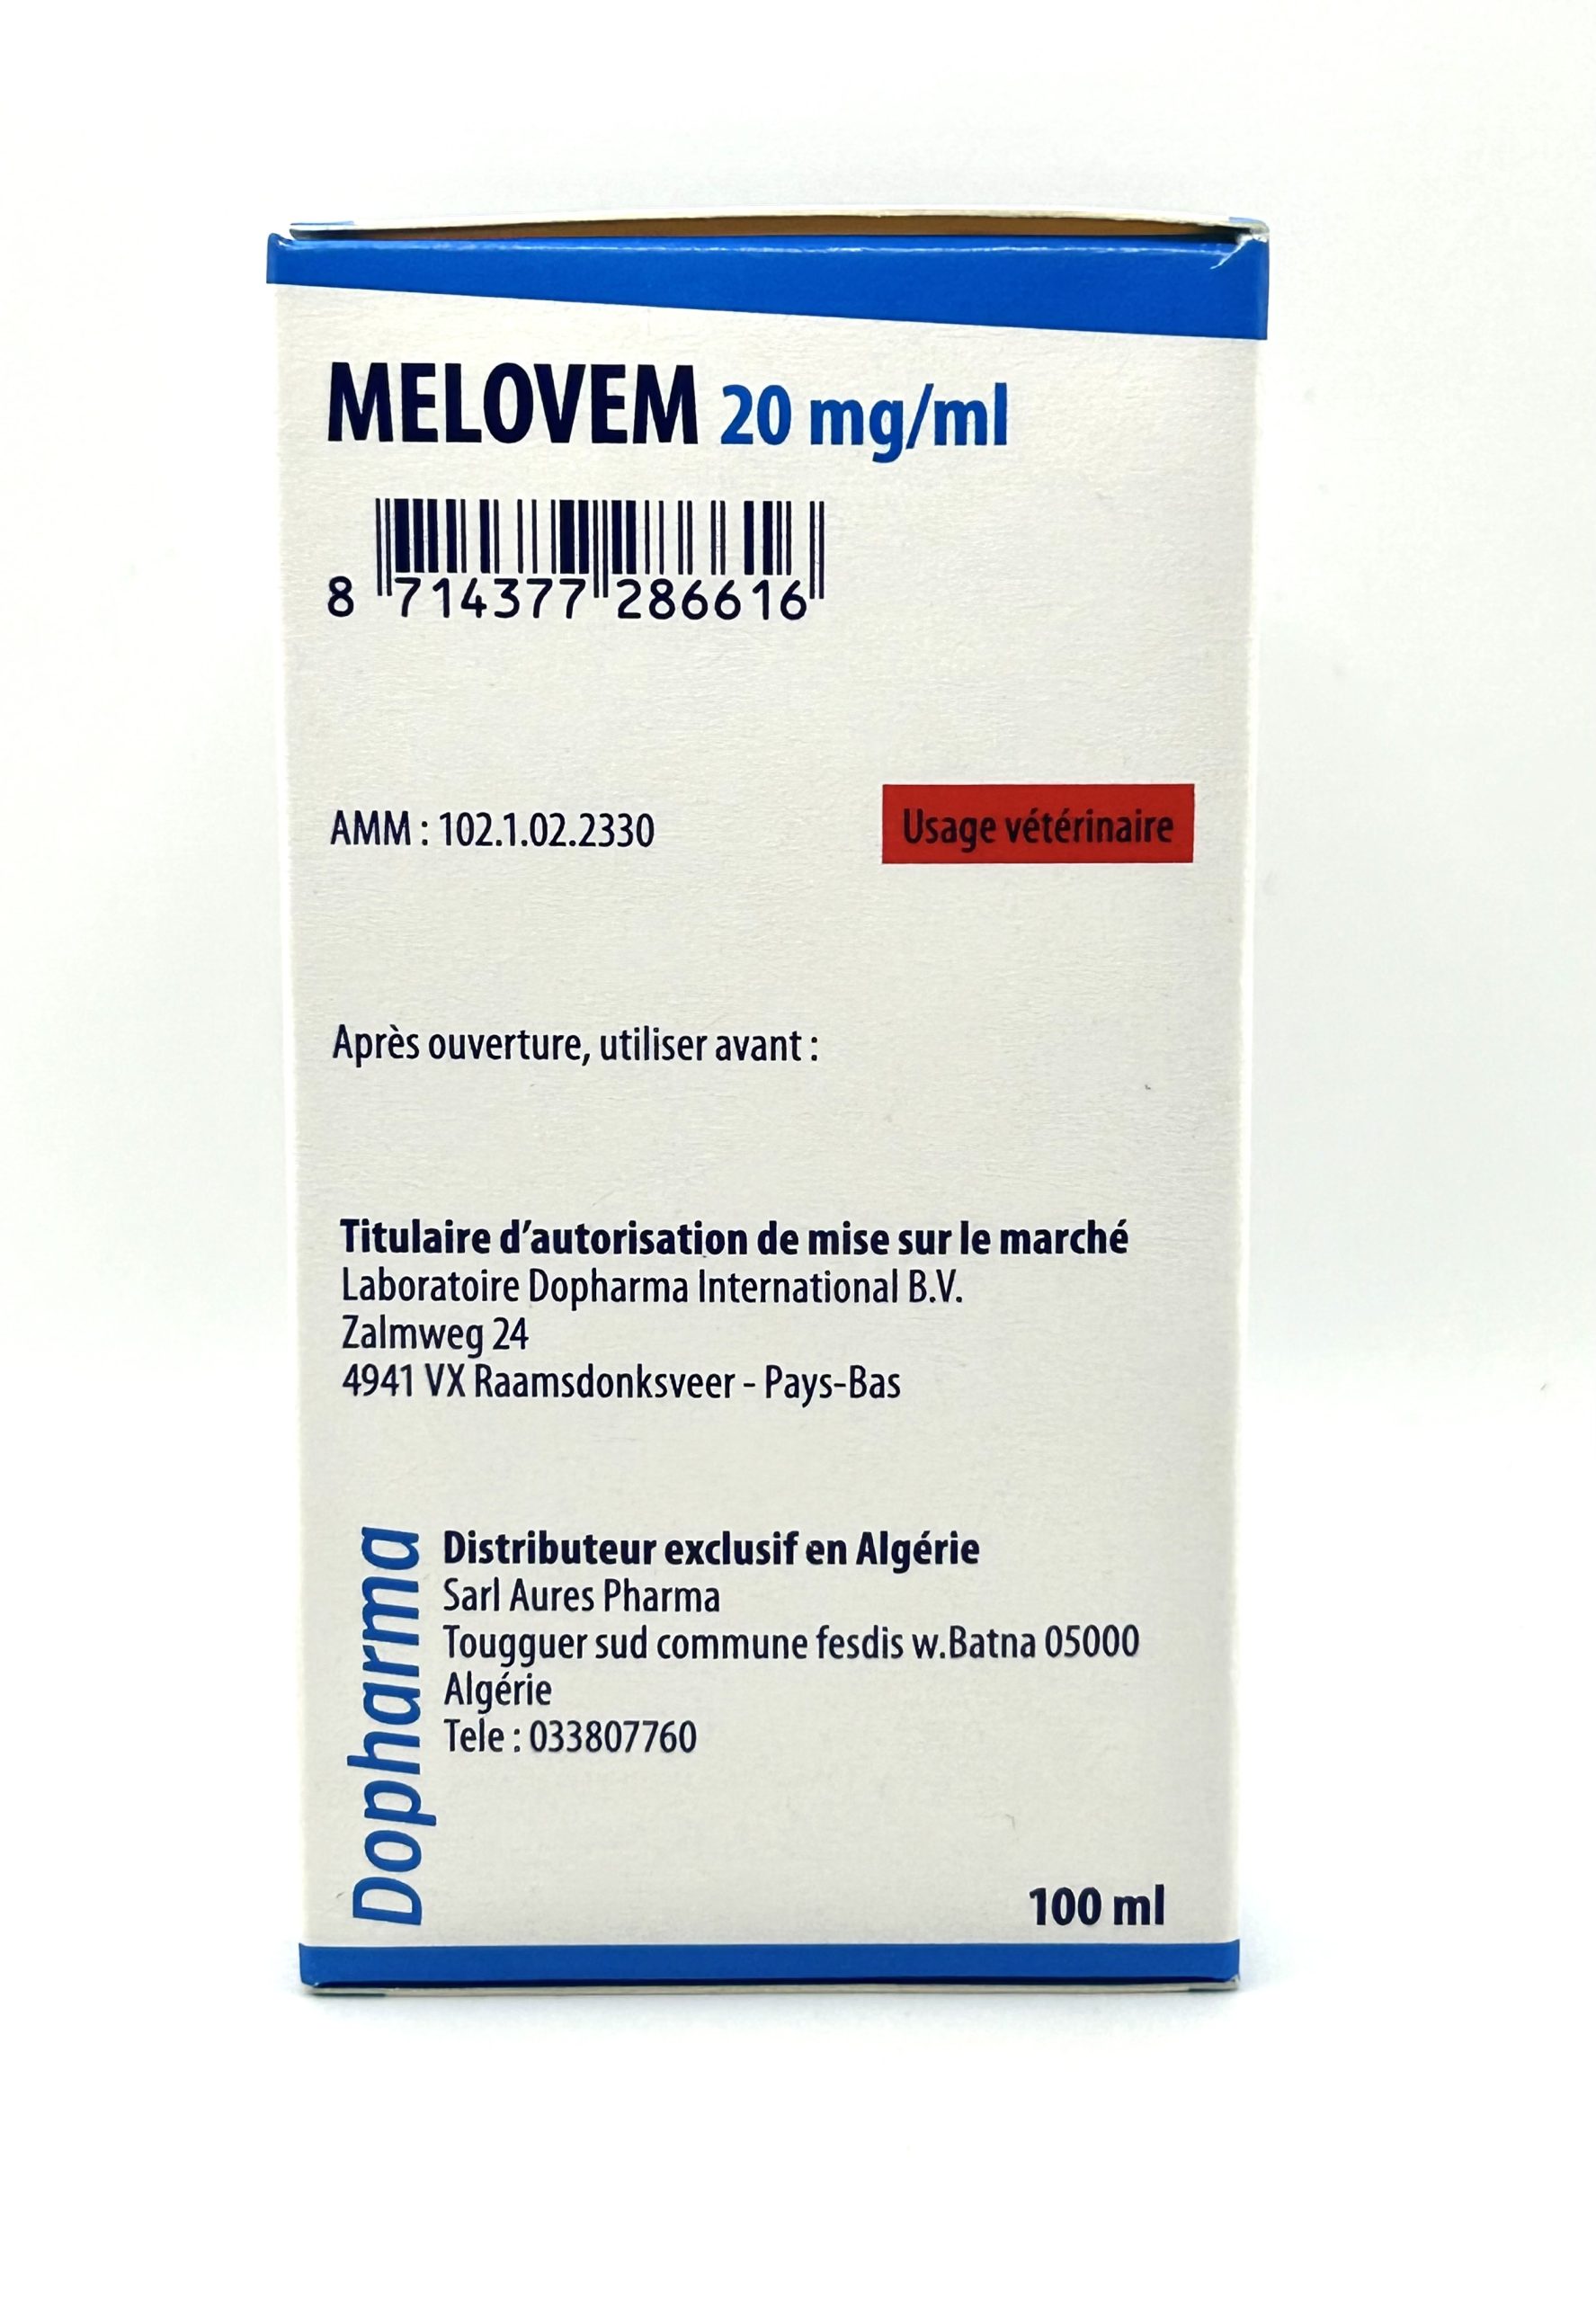 MELOVEM 20 mg/ml
8 714377 286616
AMM : 102.1.02.2330
Usage vétérinaire
Après ouverture, utiliser avant :
Titulaire d'autorisation de mise sur le marché
Laboratoire Dopharma International B.V.
Zalmweg 24
4941 VX Raamsdonksveer - Pays-Bas
Dopharma
Distributeur exclusif en Algérie
Sarl Aures Pharma
Tougguer sud commune fesdis w.Batna 05000
Algérie
Tele : 033807760
100 ml